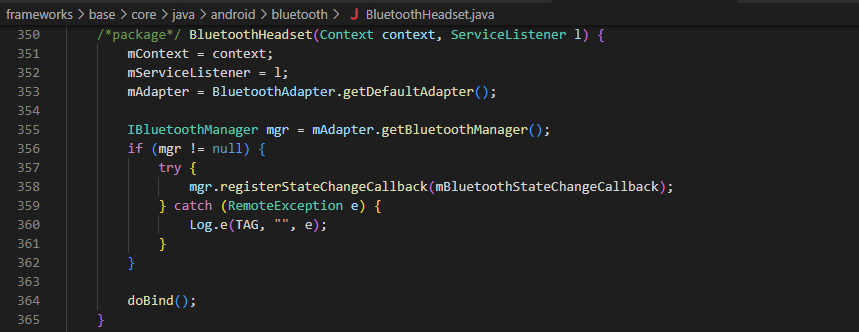 frameworks > base > core > java > android > bluetooth > J BluetoothHeadset.java
350 /*package*/ BluetoothHeadset(Context context, ServiceListener l) {
351 mContext = context;
352 mServiceListener = l;
353 mAdapter = BluetoothAdapter.getDefaultAdapter();
354
355 IBluetoothManager mgr = mAdapter.getBluetoothManager();
356 if (mgr != null) {
357 try {
358 mgr.registerStateChangeCallback(mBluetoothStateChangeCallback);
359 } catch (RemoteException e) {
360 Log.e(TAG, "", e);
361 }
362 }
363
364 doBind();
365 }